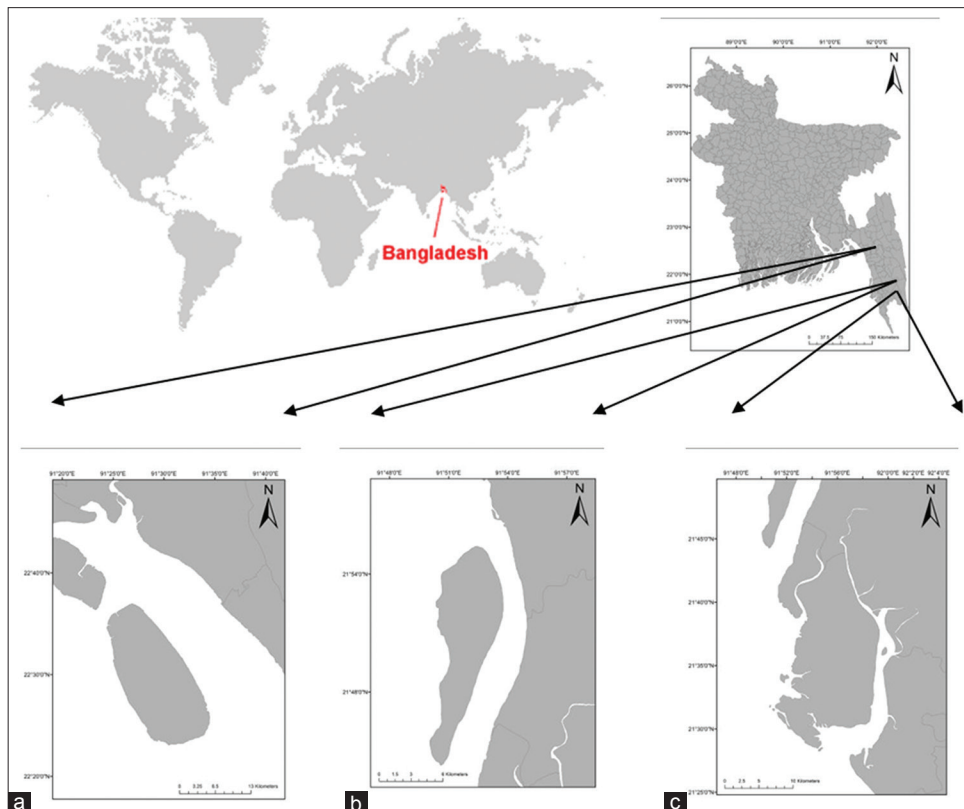 Bangladesh
89°0'0"E 90°0'0"E 91°0'0"E 92°0'0"E
N
26°0'0"N
25°0'0"N
24°0'0"N
23°0'0"N
22°0'0"N
21°0'0"N
0 37.5 75 150 Kilometers
91°20'0"E 91°25'0"E 91°30'0"E 91°35'0"E 91°40'0"E
N
22°40'0"N
22°30'0"N
22°20'0"N
0 3.25 6.5 13 Kilometers
a
91°48'0"E 91°51'0"E 91°54'0"E 91°57'0"E
N
21°54'0"N
21°48'0"N
0 1.5 3 6 Kilometers
b
91°48'0"E 91°52'0"E 91°56'0"E 92°0'0"E 92°2'0"E 92°4'0"E
N
21°45'0"N
21°40'0"N
21°35'0"N
21°30'0"N
21°25'0"N
0 2.5 5 10 Kilometers
c